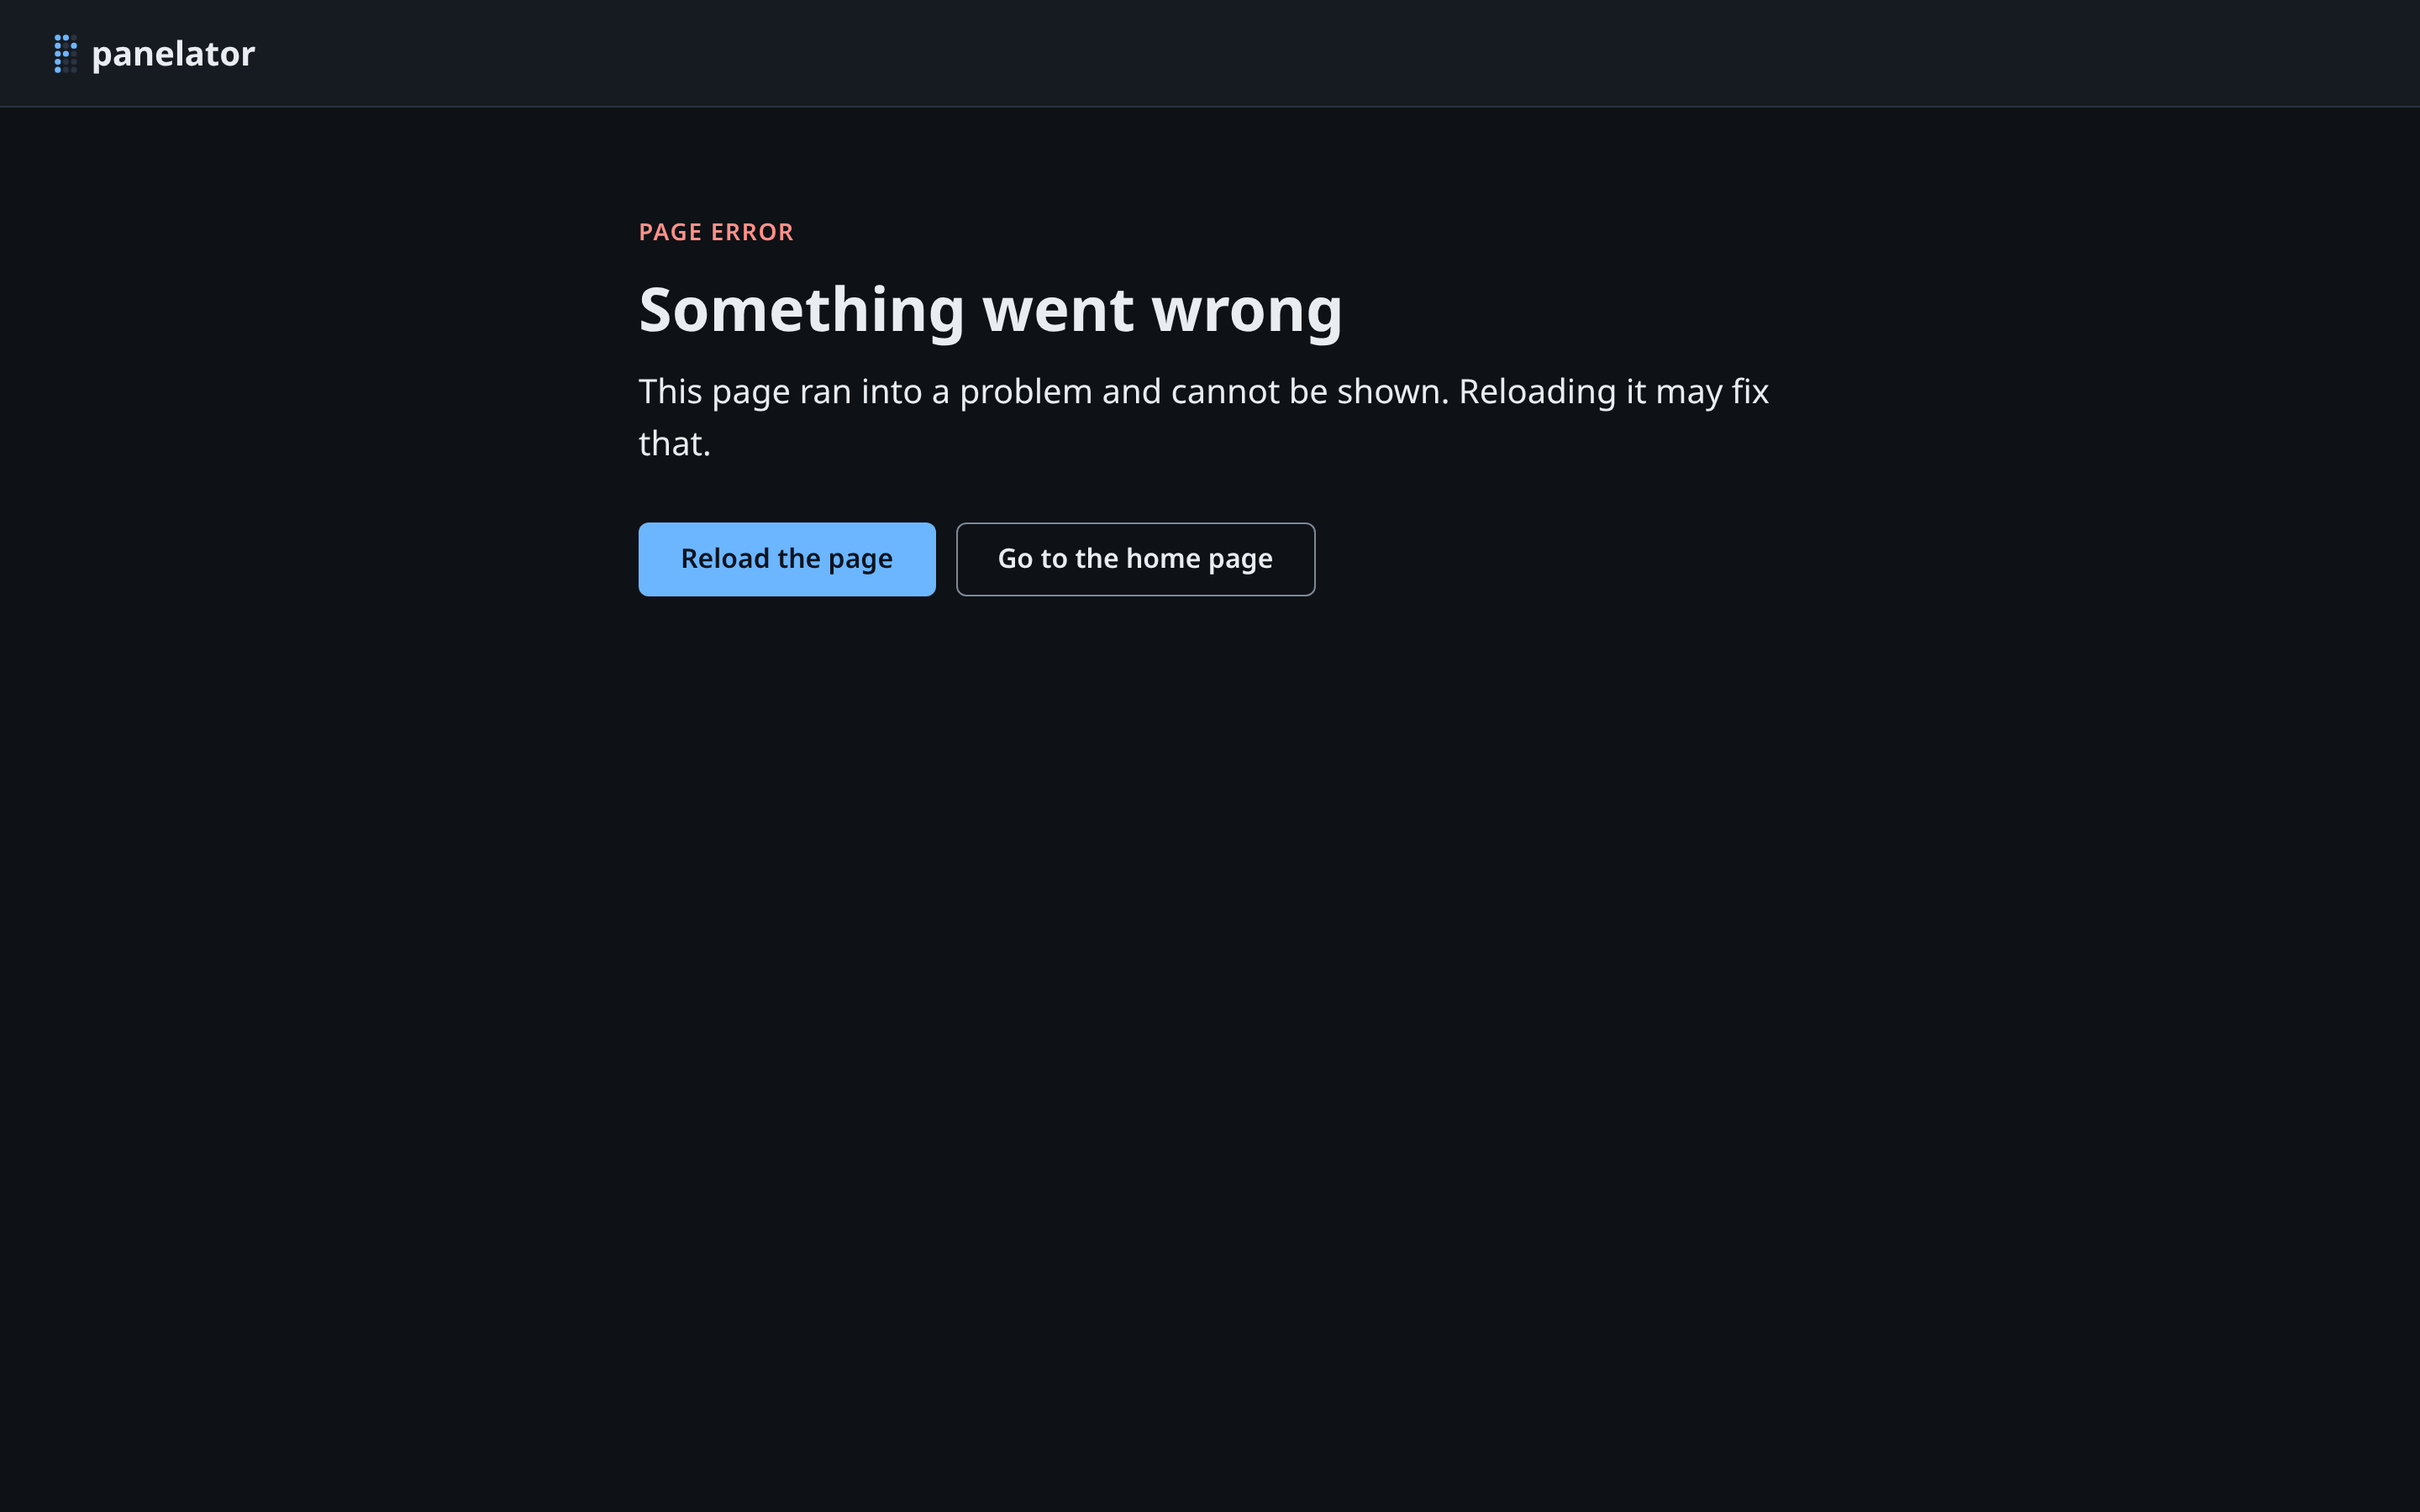 panelator
PAGE ERROR
Something went wrong
This page ran into a problem and cannot be shown. Reloading it may fix
that.
Reload the page
Go to the home page